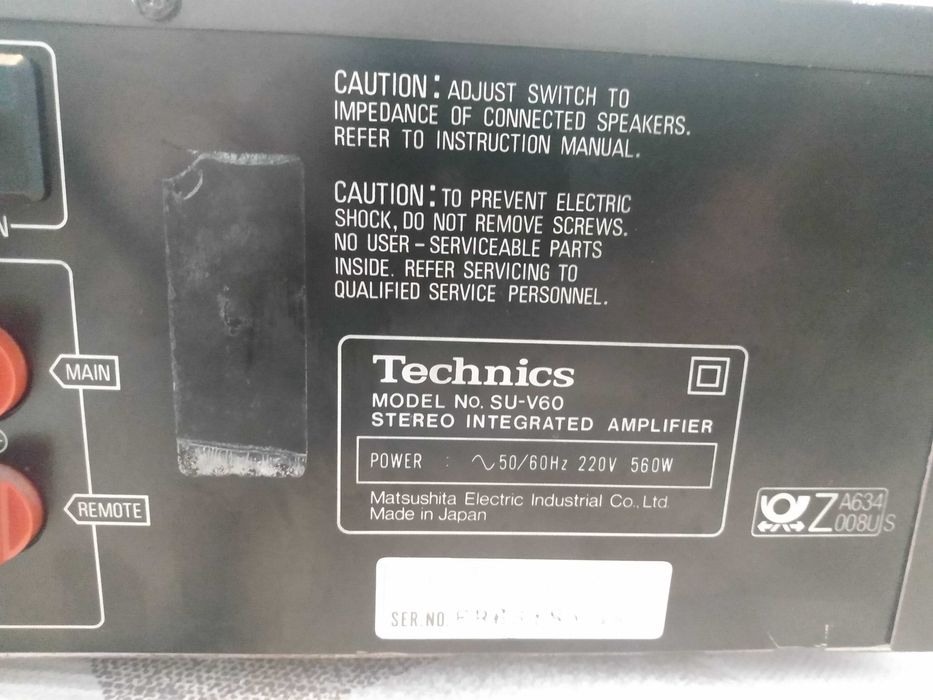 CAUTION: ADJUST SWITCH TO
IMPEDANCE OF CONNECTED SPEAKERS.
REFER TO INSTRUCTION MANUAL.
CAUTION: TO PREVENT ELECTRIC
SHOCK, DO NOT REMOVE SCREWS.
NO USER-SERVICEABLE PARTS
INSIDE. REFER SERVICING TO
QUALIFIED SERVICE PERSONNEL.
MAIN
REMOTE
Technics
MODEL No. SU-V60
STEREO INTEGRATED AMPLIFIER
POWER : ∿50/60Hz 220V 560W
Matsushita Electric Industrial Co., Ltd.
Made in Japan
Z A634
008U/S
SER.NO.